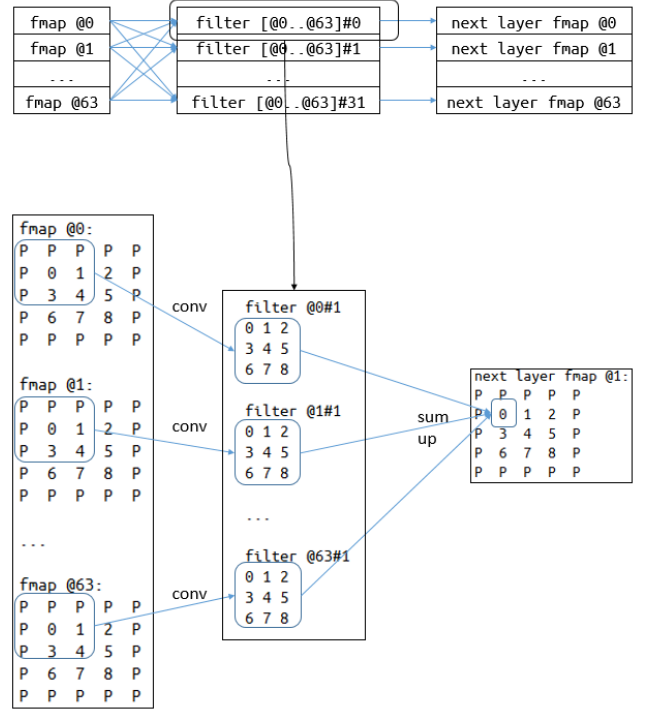 fmap @0 filter [@0..@63]#0 next layer fmap @0
fmap @1 filter [@0..@63]#1 next layer fmap @1
... ... ...
fmap @63 filter [@0..@63]#31 next layer fmap @63
fmap @0:
P P P P P
P 0 1 2 P
P 3 4 5 P
P 6 7 8 P
P P P P P
conv
filter @0#1
0 1 2
3 4 5
6 7 8
fmap @1:
P P P P P
P 0 1 2 P
P 3 4 5 P
P 6 7 8 P
P P P P P
conv
filter @1#1
0 1 2
3 4 5
6 7 8
...
...
fmap @63:
P P P P P
P 0 1 2 P
P 3 4 5 P
P 6 7 8 P
P P P P P
conv
filter @63#1
0 1 2
3 4 5
6 7 8
sum
up
next layer fmap @1:
P P P P P
P 0 1 2 P
P 3 4 5 P
P 6 7 8 P
P P P P P